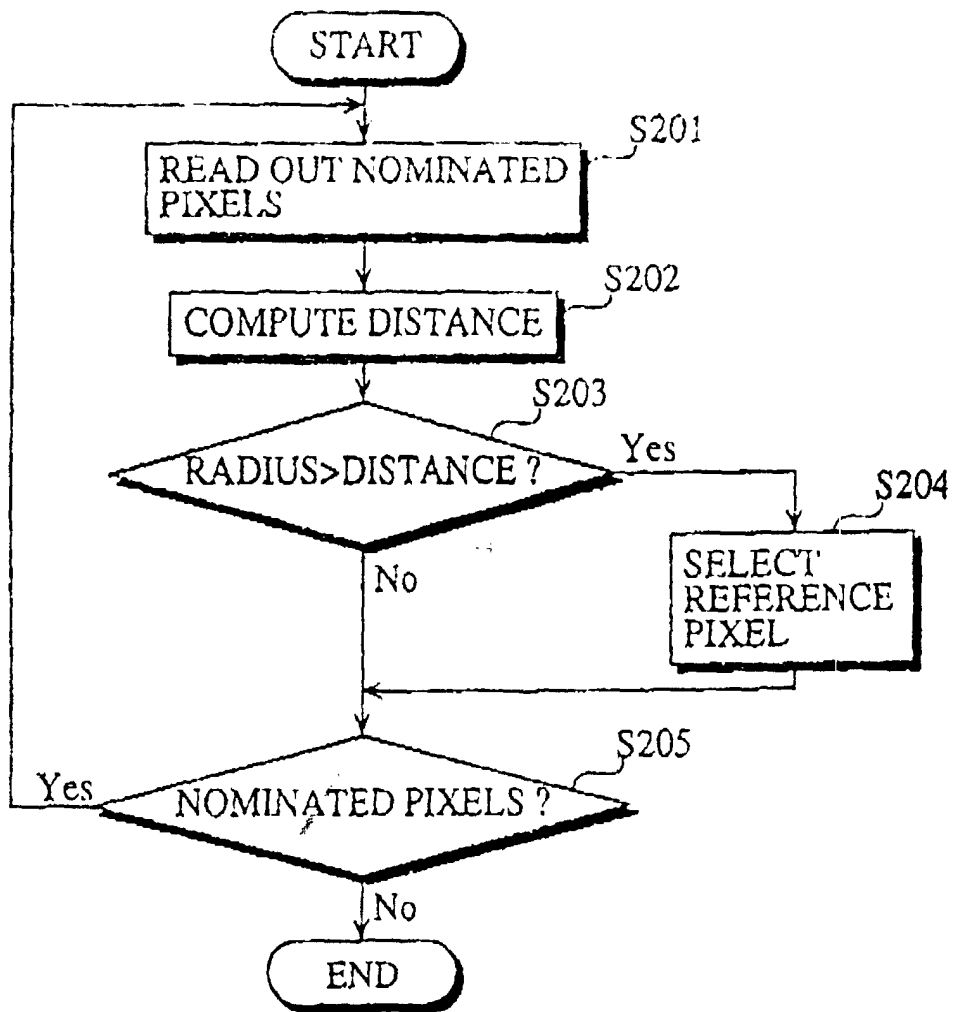 START
S201
READ OUT NOMINATED
PIXELS
S202
COMPUTE DISTANCE
S203
RADIUS>DISTANCE ?
Yes
S204
SELECT
REFERENCE
PIXEL
No
S205
NOMINATED PIXELS ?
Yes
No
END